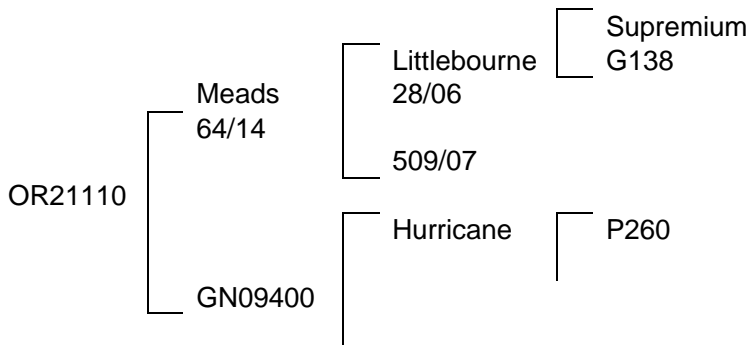 Supremium
G138
Littlebourne
28/06
Meads
64/14
509/07
OR21110
Hurricane
P260
GN09400